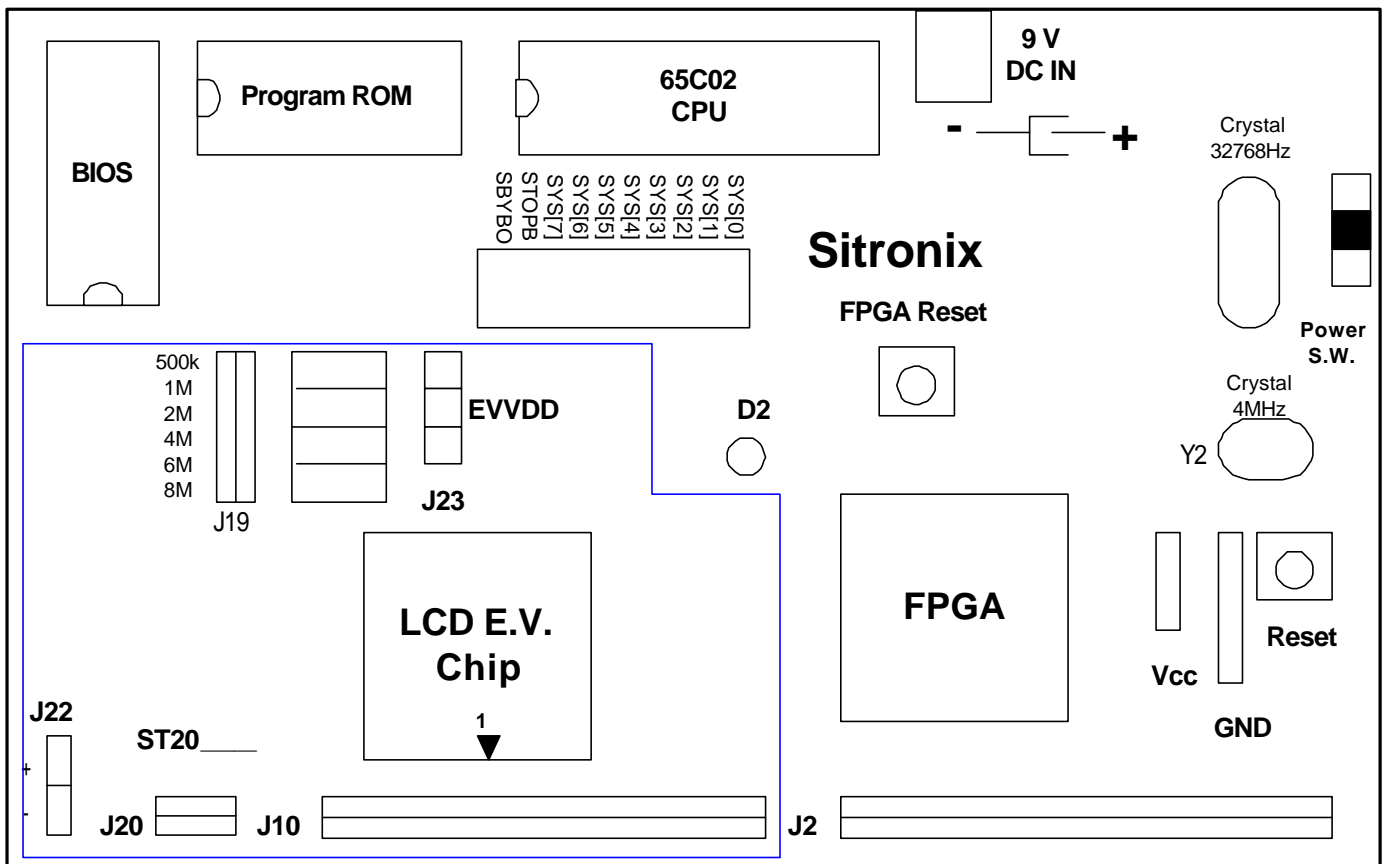 9 V
DC IN
Program ROM
65C02
CPU
- +
Crystal
32768Hz
BIOS
SBYBO
STOPB
SYS[7]
SYS[6]
SYS[5]
SYS[4]
SYS[3]
SYS[2]
SYS[1]
SYS[0]
Sitronix
FPGA Reset
Power
S.W.
500k
1M
2M
4M
6M
8M
J19
EVVDD
J23
D2
Crystal
4MHz
Y2
LCD E.V.
Chip
1
FPGA
Vcc
GND
Reset
J22
+
-
ST20____
J20
J10
J2